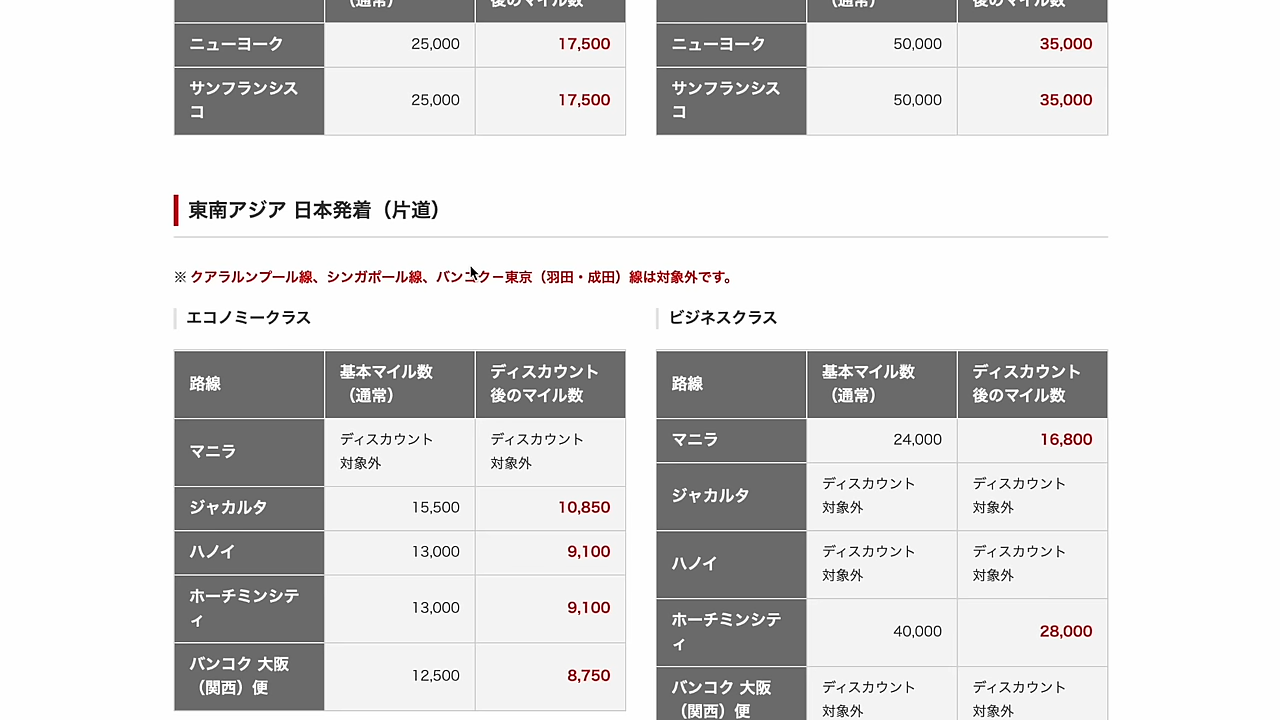 （通常）
後のマイル数
ニューヨーク
25,000
17,500
サンフランシス
コ
25,000
17,500
（通常）
後のマイル数
ニューヨーク
50,000
35,000
サンフランシス
コ
50,000
35,000
東南アジア 日本発着（片道）
※ クアラルンプール線、シンガポール線、バンコクー東京（羽田・成田）線は対象外です。
エコノミークラス
路線
基本マイル数
（通常）
ディスカウント
後のマイル数
マニラ
ディスカウント
対象外
ディスカウント
対象外
ジャカルタ
15,500
10,850
ハノイ
13,000
9,100
ホーチミンシテ
ィ
13,000
9,100
バンコク 大阪
（関西）便
12,500
8,750
ビジネスクラス
路線
基本マイル数
（通常）
ディスカウント
後のマイル数
マニラ
24,000
16,800
ジャカルタ
ディスカウント
対象外
ディスカウント
対象外
ハノイ
ディスカウント
対象外
ディスカウント
対象外
ホーチミンシテ
ィ
40,000
28,000
バンコク 大阪
（関西）便
ディスカウント
対象外
ディスカウント
対象外